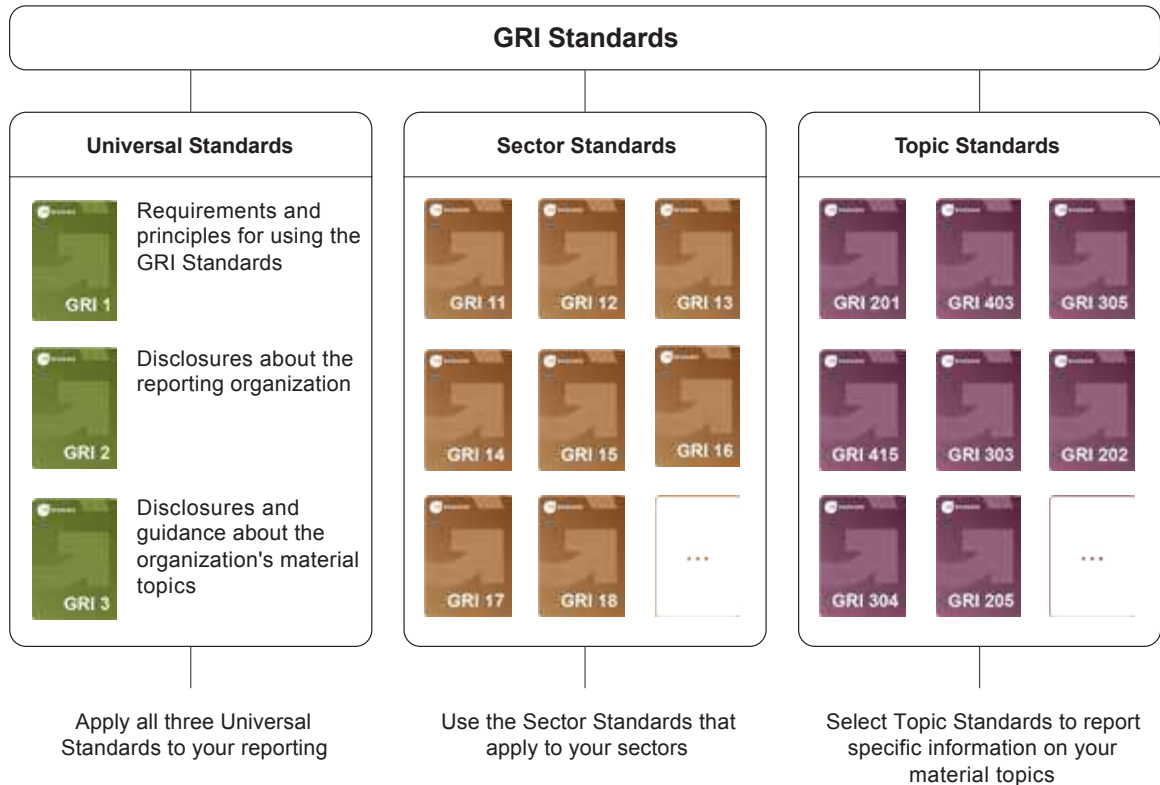 GRI Standards
Universal Standards
Requirements and
principles for using the
GRI Standards
GRI 1
Disclosures about the
reporting organization
GRI 2
Disclosures and
guidance about the
organization's material
topics
GRI 3
Apply all three Universal
Standards to your reporting
Sector Standards
GRI 11
GRI 12
GRI 13
GRI 14
GRI 15
GRI 16
GRI 17
GRI 18
...
Use the Sector Standards that
apply to your sectors
Topic Standards
GRI 201
GRI 403
GRI 305
GRI 415
GRI 303
GRI 202
GRI 304
GRI 205
...
Select Topic Standards to report
specific information on your
material topics